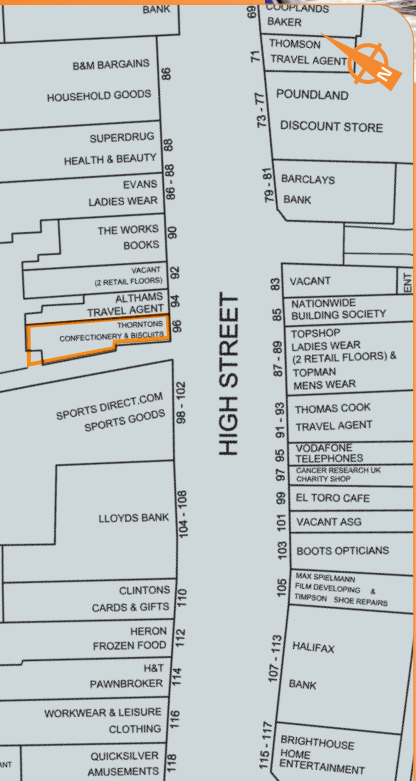 BANK
B&M BARGAINS
HOUSEHOLD GOODS
86
SUPERDRUG
HEALTH & BEAUTY
88
EVANS
LADIES WEAR
86 - 88
THE WORKS
BOOKS
90
VACANT
(2 RETAIL FLOORS)
92
ALTHAMS
TRAVEL AGENT
94
THORNTONS
CONFECTIONERY & BISCUITS
96
SPORTS DIRECT.COM
SPORTS GOODS
98 - 102
LLOYDS BANK
104 - 108
CLINTONS
CARDS & GIFTS
110
HERON
FROZEN FOOD
112
H&T
PAWNBROKER
114
WORKWEAR & LEISURE
CLOTHING
116
QUICKSILVER
AMUSEMENTS
118
ANT
HIGH STREET
69
COOPLANDS
BAKER
71
THOMSON
TRAVEL AGENT
N
73 - 77
POUNDLAND
DISCOUNT STORE
79 - 81
BARCLAYS
BANK
83
VACANT
ENT
85
NATIONWIDE
BUILDING SOCIETY
87 - 89
TOPSHOP
LADIES WEAR
(2 RETAIL FLOORS) &
TOPMAN
MENS WEAR
91 - 93
THOMAS COOK
TRAVEL AGENT
95
VODAFONE
TELEPHONES
97
CANCER RESEARCH UK
CHARITY SHOP
99
EL TORO CAFE
101
VACANT ASG
103
BOOTS OPTICIANS
105
MAX SPIELMANN
FILM DEVELOPING &
TIMPSON SHOE REPAIRS
107 - 113
HALIFAX
BANK
115 - 117
BRIGHTHOUSE
HOME
ENTERTAINMENT